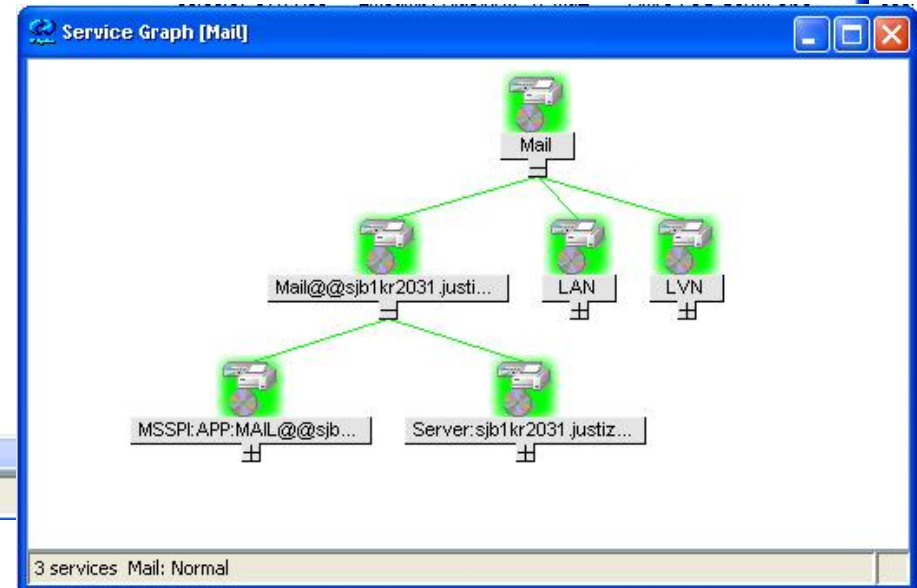 Service Graph [Mail]
Mail
Mail@@sjb1kr2031.justi...
LAN
LVN
MSSPI:APP:MAIL@@sjb...
Server:sjb1kr2031.justiz...
3 services Mail: Normal